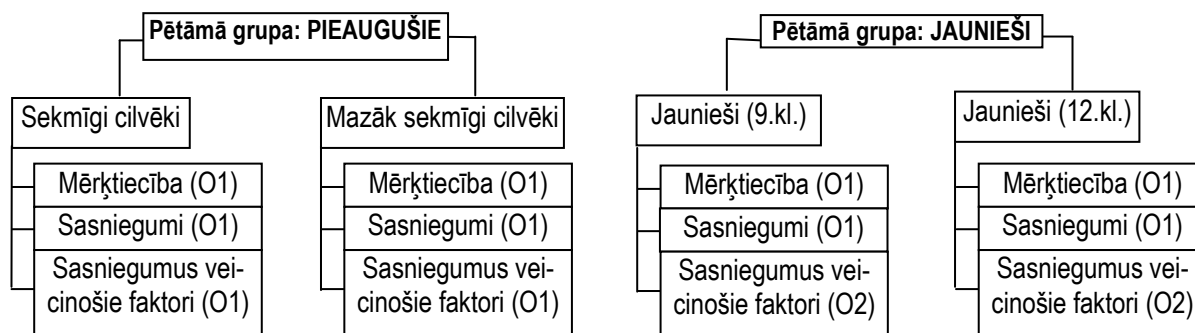 Pētāmā grupa: PIEAUGUŠIE
Sekmīgi cilvēki
Mērķtiecība (O1)
Sasniegumi (O1)
Sasniegumus vei-
cinošie faktori (O1)
Mazāk sekmīgi cilvēki
Mērķtiecība (O1)
Sasniegumi (O1)
Sasniegumus vei-
cinošie faktori (O1)
Pētāmā grupa: JAUNIEŠI
Jaunieši (9.kl.)
Mērķtiecība (O1)
Sasniegumi (O1)
Sasniegumus vei-
cinošie faktori (O2)
Jaunieši (12.kl.)
Mērķtiecība (O1)
Sasniegumi (O1)
Sasniegumus vei-
cinošie faktori (O2)